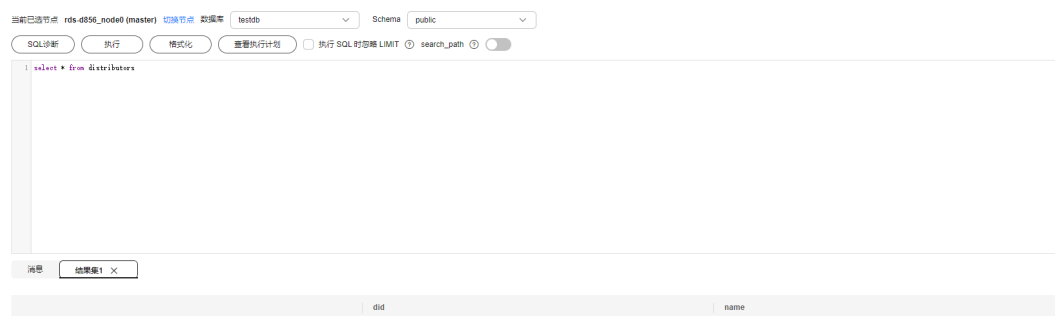 当前已选节点 rds-d856_node0 (master) 切换节点 数据库 testdb Schema public
SQL诊断 执行 格式化 查看执行计划 执行 SQL 时忽略 LIMIT ? search_path ?
1 select * from distributors
消息 结果集1 ×
did name